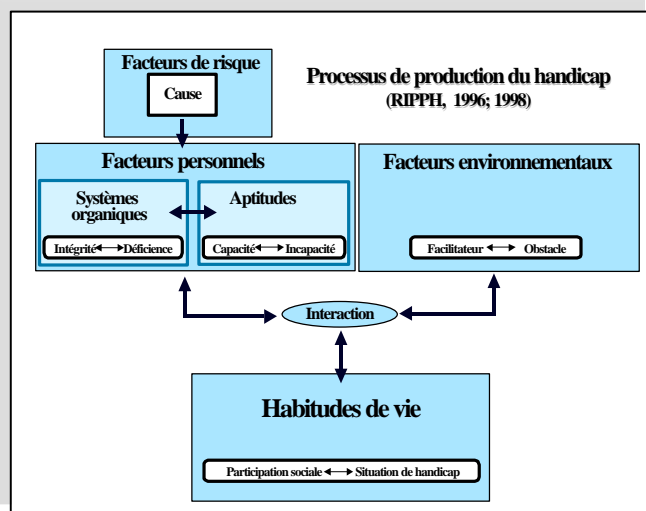 Facteurs de risque
Cause
Processus de production du handicap
(RIPPH, 1996; 1998)
Facteurs personnels
Systèmes
organiques
Intégrité Déficience
Aptitudes
Capacité Incapacité
Facteurs environnementaux
Facilitateur Obstacle
Interaction
Habitudes de vie
Participation sociale Situation de handicap